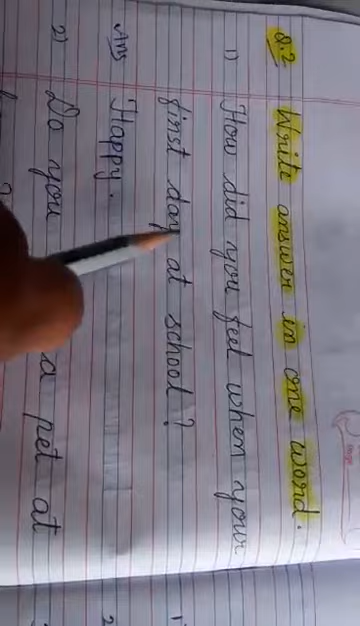 Q.2 Write answer in one word.
1) How did you feel when your
first day at school?
Ans Happy.
2) Do you a pet at